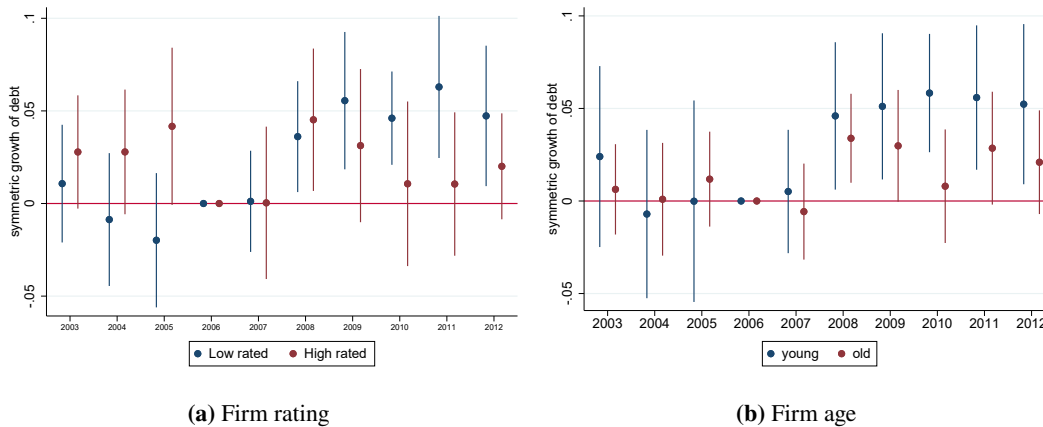 symmetric growth of debt
.1
.05
0
-.05
2003 2004 2005 2006 2007 2008 2009 2010 2011 2012
Low rated High rated
(a) Firm rating
symmetric growth of debt
.1
.05
0
-.05
2003 2004 2005 2006 2007 2008 2009 2010 2011 2012
young old
(b) Firm age